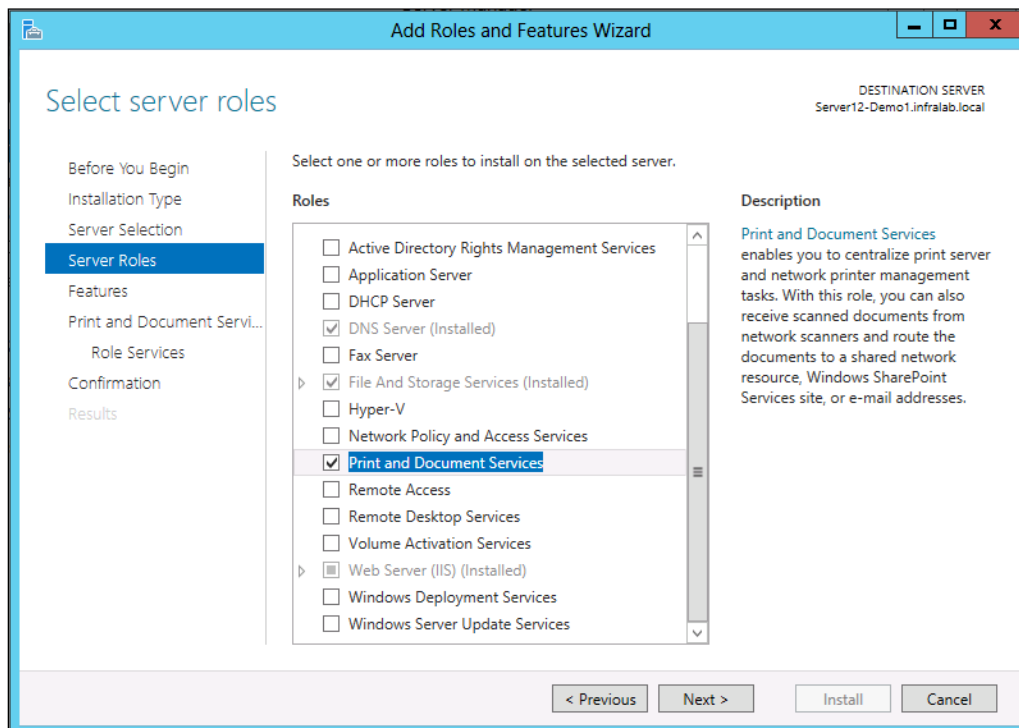 Add Roles and Features Wizard
Select server roles
DESTINATION SERVER
Server12-Demo1.infralab.local
Before You Begin
Installation Type
Server Selection
Server Roles
Features
Print and Document Servi...
Role Services
Confirmation
Results
Select one or more roles to install on the selected server.
Roles
Active Directory Rights Management Services
Application Server
DHCP Server
DNS Server (Installed)
Fax Server
File And Storage Services (Installed)
Hyper-V
Network Policy and Access Services
Print and Document Services
Remote Access
Remote Desktop Services
Volume Activation Services
Web Server (IIS) (Installed)
Windows Deployment Services
Windows Server Update Services
Description
Print and Document Services
enables you to centralize print server
and network printer management
tasks. With this role, you can also
receive scanned documents from
network scanners and route the
documents to a shared network
resource, Windows SharePoint
Services site, or e-mail addresses.
< Previous
Next >
Install
Cancel